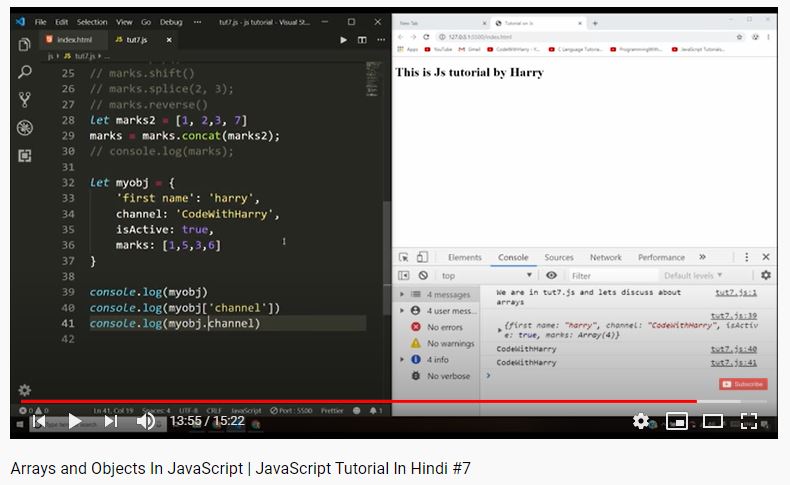 File Edit Selection View Go Debug ... tut7.js - js tutorial - Visual St...
index.html
JS tut7.js
js > JS tut7.js > ...
25 // marks.shift()
26 // marks.splice(2, 3);
27 // marks.reverse()
28 let marks2 = [1, 2,3, 7]
29 marks = marks.concat(marks2);
30 // console.log(marks);
31
32 let myobj = {
33 'first name': 'harry',
34 channel: 'CodeWithHarry',
35 isActive: true,
36 marks: [1,5,3,6]
37 }
38
39 console.log(myobj)
40 console.log(myobj['channel'])
41 console.log(myobj.channel)
42
Ln 41, Col 19 Spaces: 4 UTF-8 CRLF JavaScript Port : 5500 Prettier 1
New Tab
Tutorial on Js
127.0.0.1:5500/index.html
Apps YouTube Gmail CodeWithHarry - Y... C Language Tutoria... ProgrammingWith... JavaScript Tutorials...
This is Js tutorial by Harry
Elements Console Sources Network Performance »
top Filter Default levels
4 messages
4 user mess...
No errors
No warnings
4 info
No verbose
We are in tut7.js and lets discuss about arrays tut7.js:1
tut7.js:39
{first name: "harry", channel: "CodeWithHarry", isActiv
e: true, marks: Array(4)}
CodeWithHarry tut7.js:40
CodeWithHarry tut7.js:41
Subscribe
13:55 / 15:22
Arrays and Objects In JavaScript | JavaScript Tutorial In Hindi #7